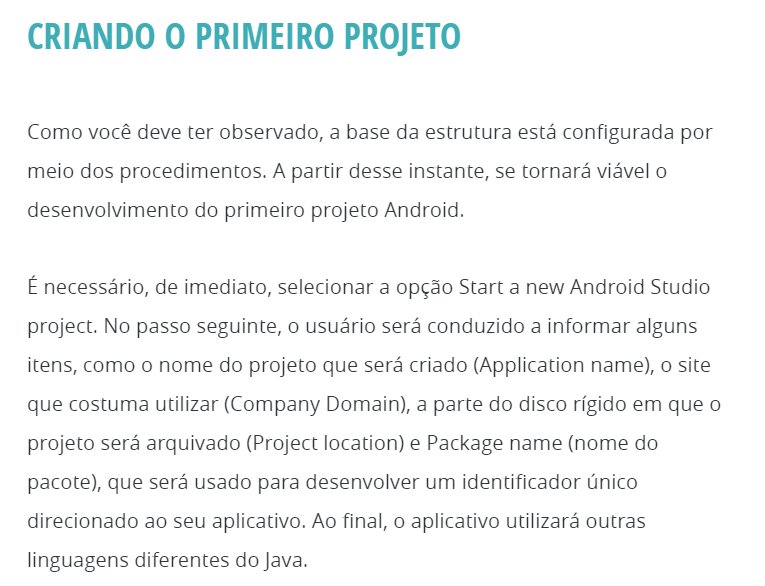 CRIANDO O PRIMEIRO PROJETO
Como você deve ter observado, a base da estrutura está configurada por
meio dos procedimentos. A partir desse instante, se tornará viável o
desenvolvimento do primeiro projeto Android.
É necessário, de imediato, selecionar a opção Start a new Android Studio
project. No passo seguinte, o usuário será conduzido a informar alguns
itens, como o nome do projeto que será criado (Application name), o site
que costuma utilizar (Company Domain), a parte do disco rígido em que o
projeto será arquivado (Project location) e Package name (nome do
pacote), que será usado para desenvolver um identificador único
direcionado ao seu aplicativo. Ao final, o aplicativo utilizará outras
linguagens diferentes do Java.